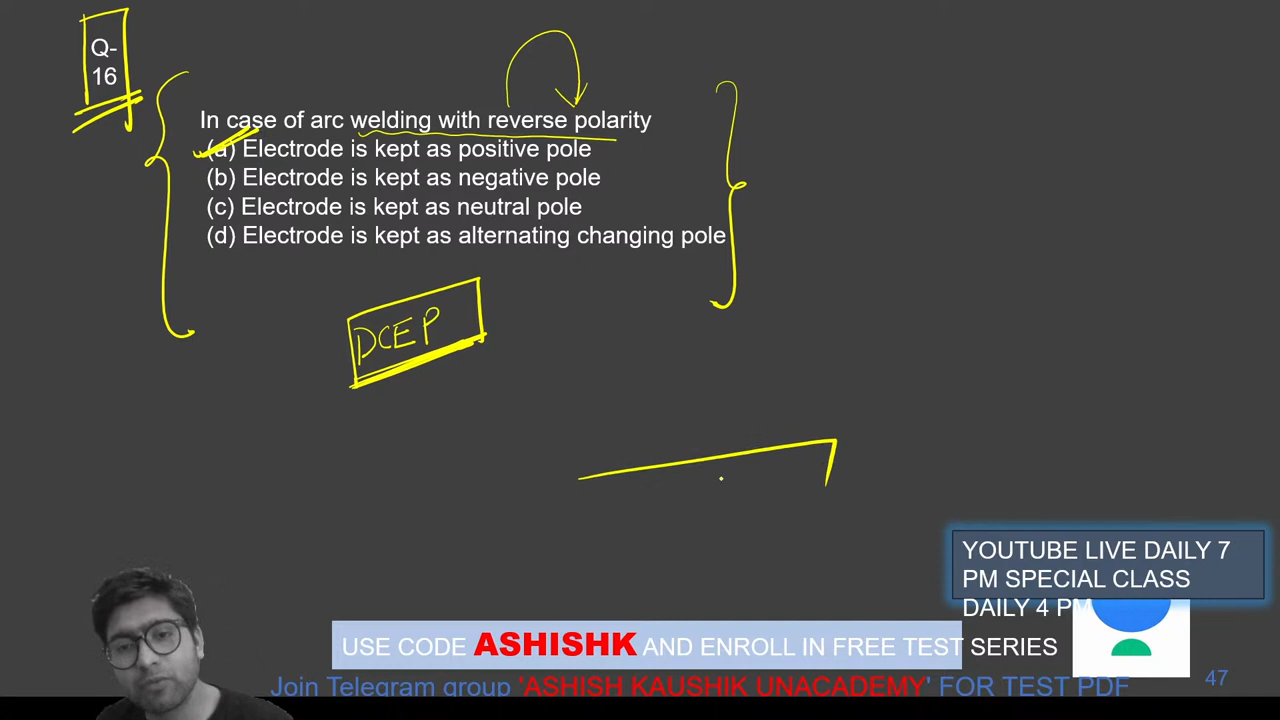 Q-
16
In case of arc welding with reverse polarity
(a) Electrode is kept as positive pole
(b) Electrode is kept as negative pole
(c) Electrode is kept as neutral pole
(d) Electrode is kept as alternating changing pole
DCEP
YOUTUBE LIVE DAILY 7
PM SPECIAL CLASS
DAILY 4 PM
USE CODE ASHISHK AND ENROLL IN FREE TEST SERIES
Join Telegram group 'ASHISH KAUSHIK UNACADEMY' FOR TEST PDF
47